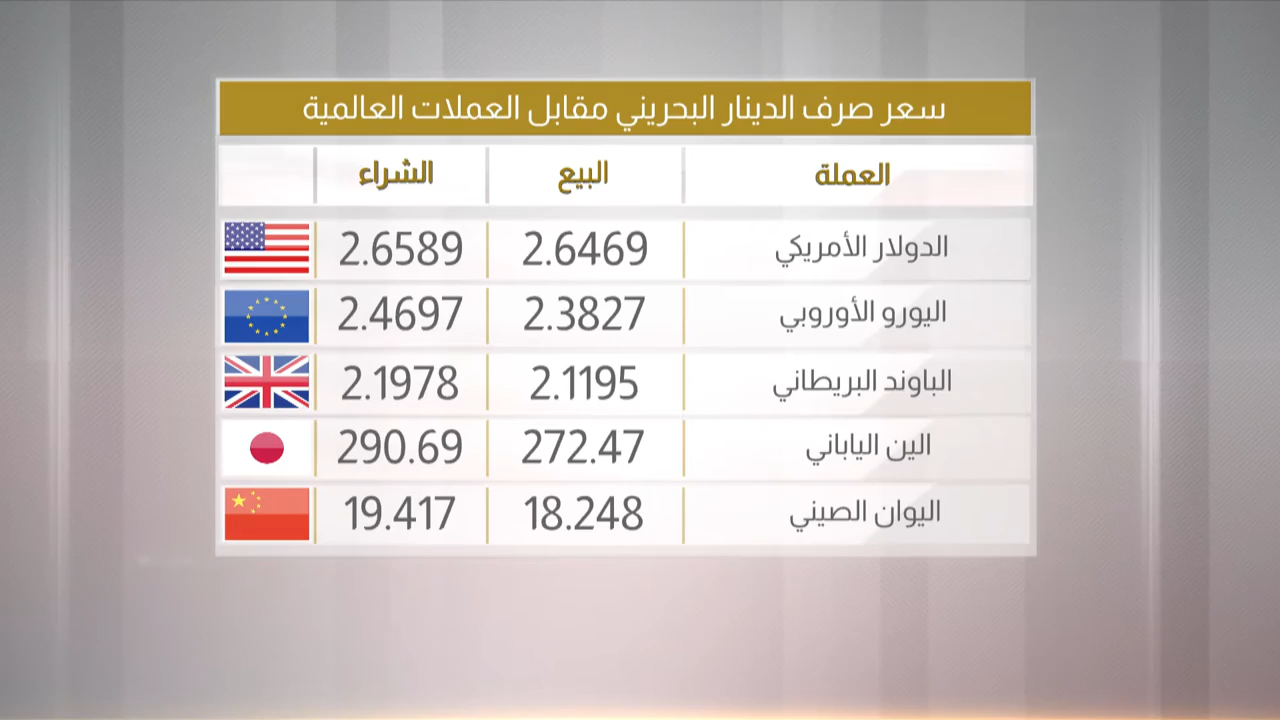 سعر صرف الدينار البحريني مقابل العملات العالمية
العملة البيع الشراء
الدولار الأمريكي 2.6469 2.6589
اليورو الأوروبي 2.3827 2.4697
الباوند البريطاني 2.1195 2.1978
الين الياباني 272.47 290.69
اليوان الصيني 18.248 19.417